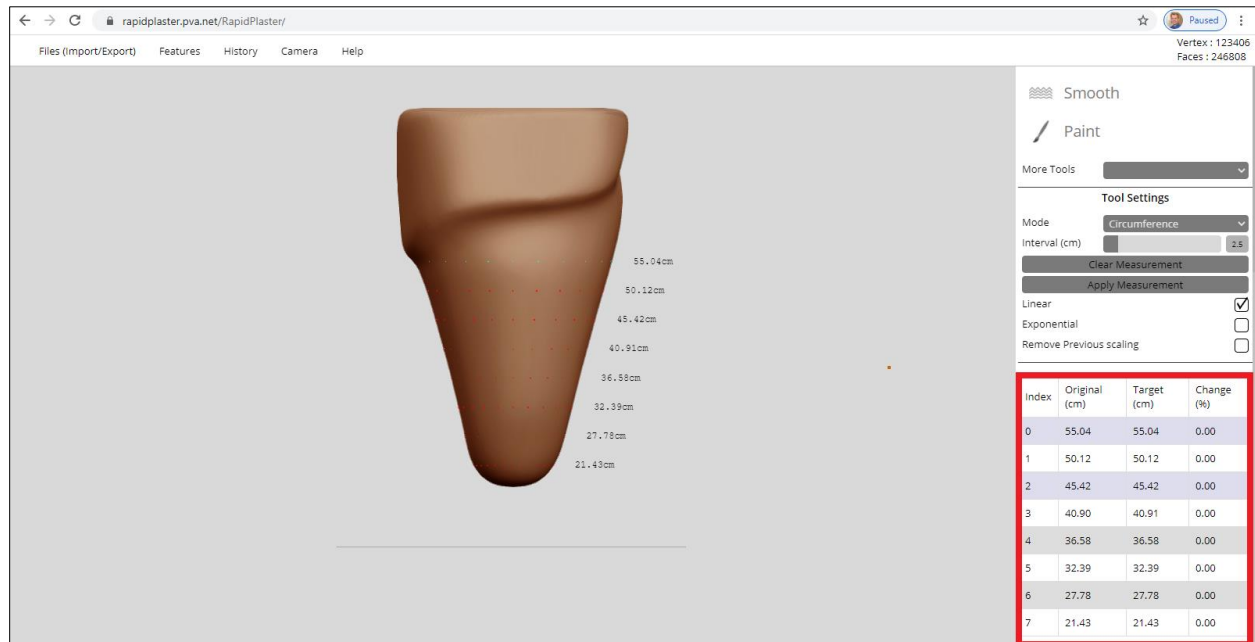 rapidplaster.pva.net/RapidPlaster/ Paused
Files (Import/Export) Features History Camera Help
Vertex : 123406
Faces : 246808
Smooth
Paint
More Tools
Tool Settings
Mode Circumference
Interval (cm) 2.5
Clear Measurement
Apply Measurement
Linear
Exponential
Remove Previous scaling
55.04cm
50.12cm
45.42cm
40.91cm
36.58cm
32.39cm
27.78cm
21.43cm
Index Original (cm) Target (cm) Change (%)
0 55.04 55.04 0.00
1 50.12 50.12 0.00
2 45.42 45.42 0.00
3 40.90 40.91 0.00
4 36.58 36.58 0.00
5 32.39 32.39 0.00
6 27.78 27.78 0.00
7 21.43 21.43 0.00